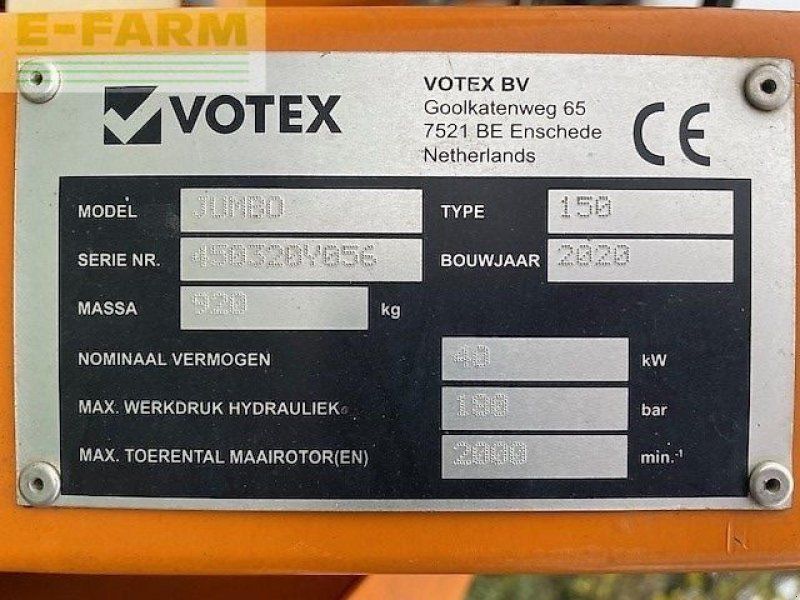 E-FARM
VOTEX
VOTEX BV
Goolkatenweg 65
7521 BE Enschede
Netherlands
CE
MODEL JUMBO TYPE 150
SERIE NR. 450320Y056 BOUWJAAR 2020
MASSA 920 kg
NOMINAAL VERMOGEN 40 kW
MAX. WERKDRUK HYDRAULIEK 190 bar
MAX. TOERENTAL MAAIROTOR(EN) 2000 min.⁻¹